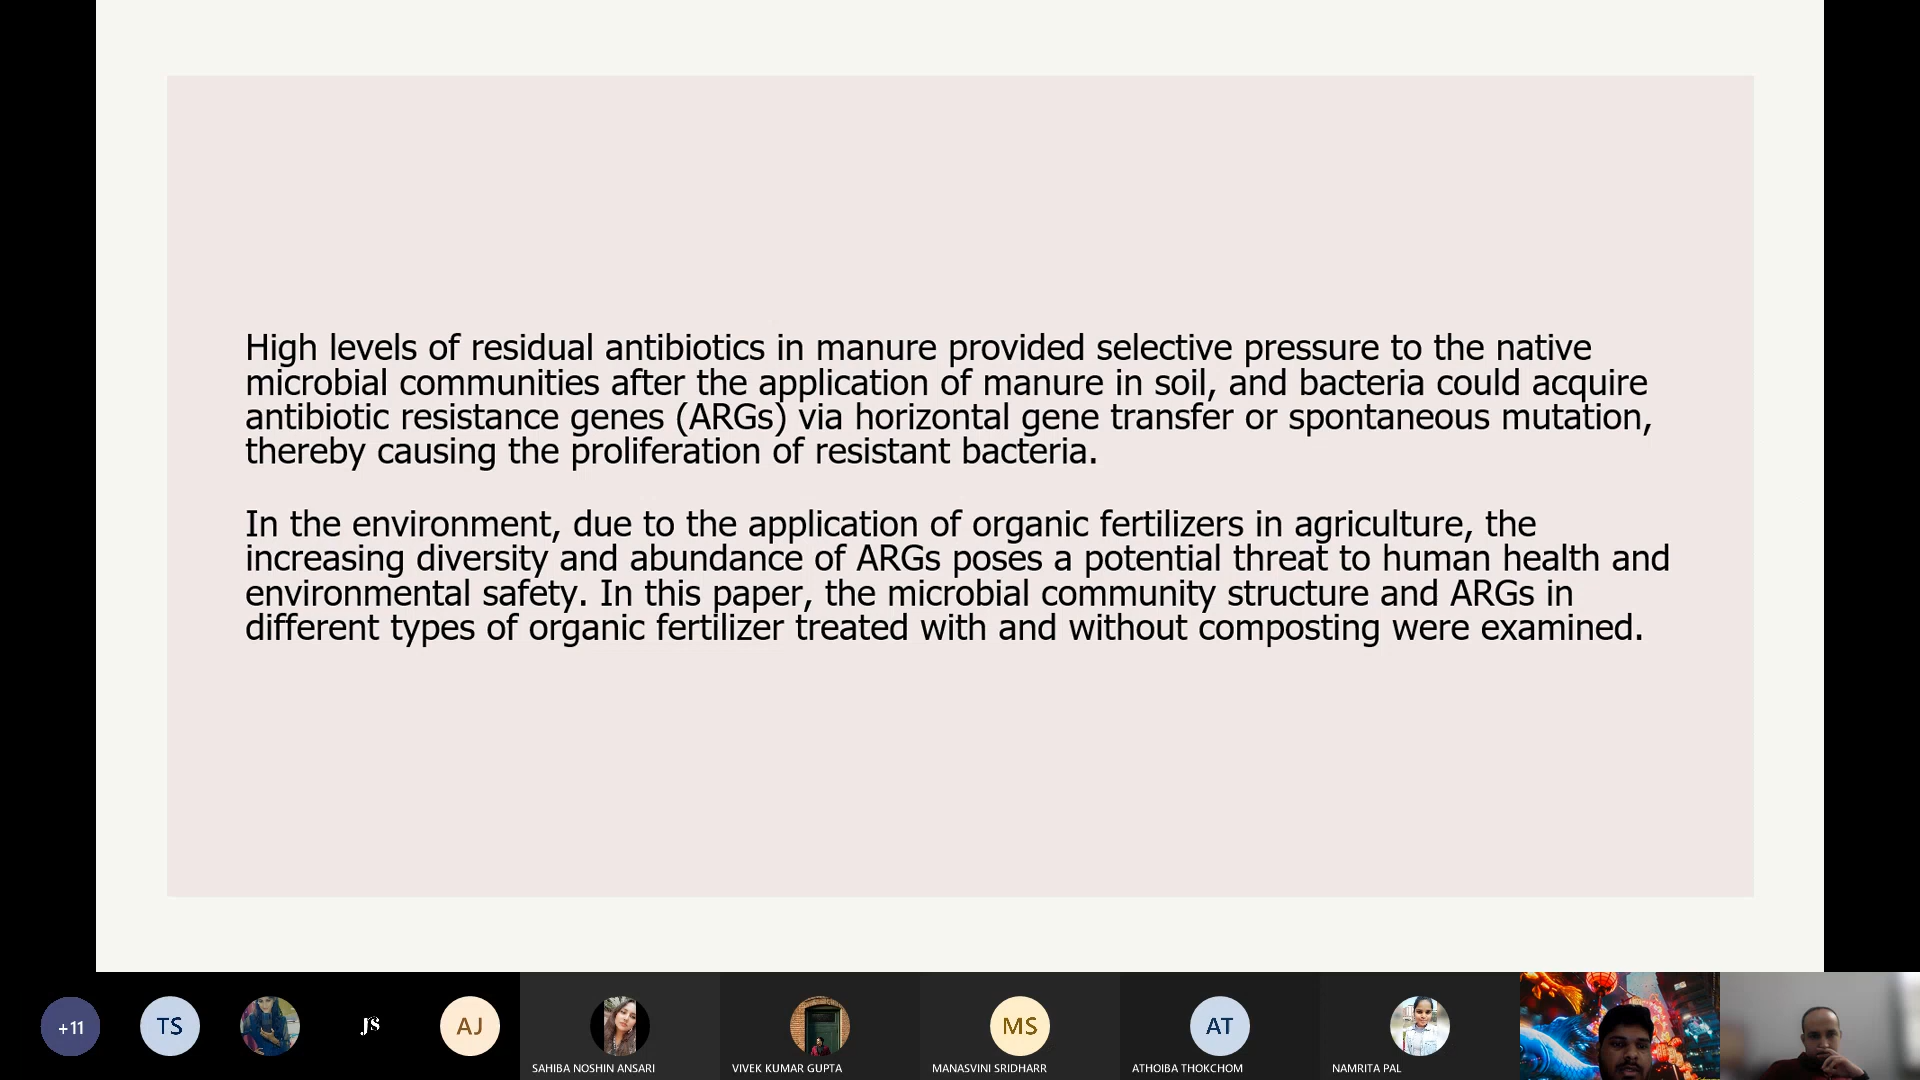 High levels of residual antibiotics in manure provided selective pressure to the native
microbial communities after the application of manure in soil, and bacteria could acquire
antibiotic resistance genes (ARGs) via horizontal gene transfer or spontaneous mutation,
thereby causing the proliferation of resistant bacteria.
In the environment, due to the application of organic fertilizers in agriculture, the
increasing diversity and abundance of ARGs poses a potential threat to human health and
environmental safety. In this paper, the microbial community structure and ARGs in
different types of organic fertilizer treated with and without composting were examined.
+11
TS
JS
AJ
SAHIBA NOSHIN ANSARI
VIVEK KUMAR GUPTA
MS
MANASVINI SRIDHARR
AT
ATHOIBA THOKCHOM
NAMRITA PAL